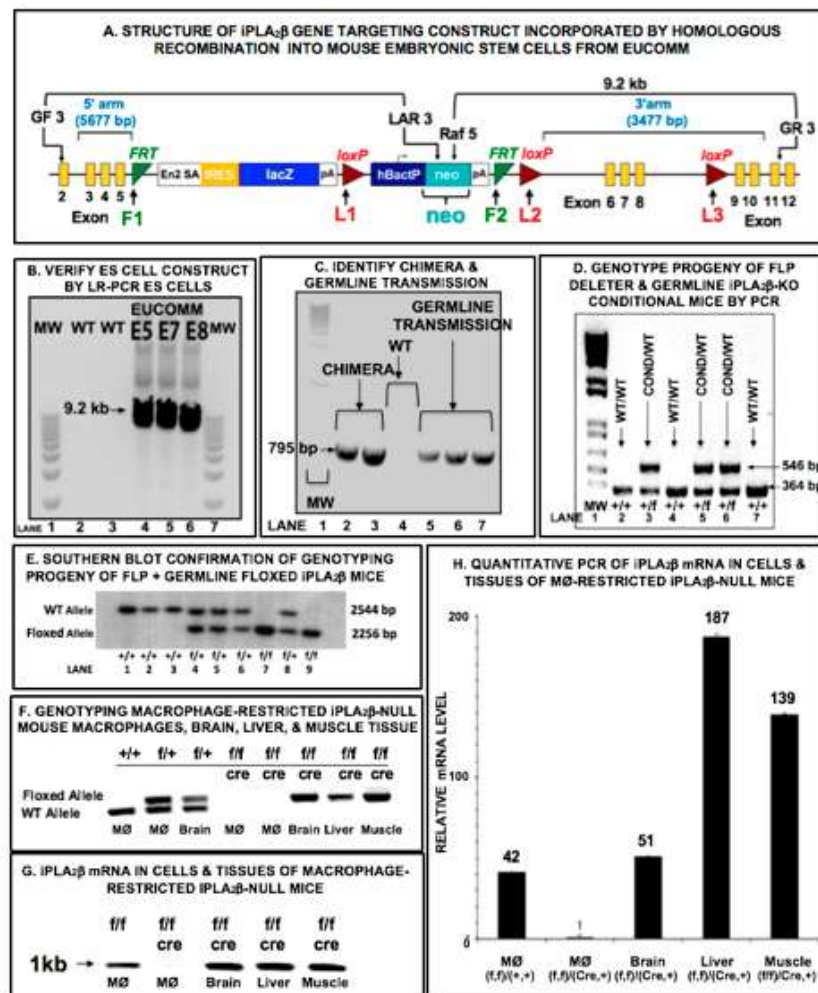 A. STRUCTURE OF iPLA₂β GENE TARGETING CONSTRUCT INCORPORATED BY HOMOLOGOUS
RECOMBINATION INTO MOUSE EMBRYONIC STEM CELLS FROM EUCOMM
9.2 kb
5' arm
(5677 bp)
3'arm
(3477 bp)
GF 3
LAR 3
Raf 5
GR 3
FRT
loxP
FRT
loxP
loxP
En2 SA
IRES
lacZ
pA
hBactP
neo
pA
2 3 4 5
Exon
F1
L1
neo
F2
L2
Exon 6 7 8
L3
9 10 11 12
Exon
B. VERIFY ES CELL CONSTRUCT
BY LR-PCR ES CELLS
EUCOMM
MW WT WT E5 E7 E8 MW
9.2 kb
LANE 1 2 3 4 5 6 7
C. IDENTIFY CHIMERA &
GERMLINE TRANSMISSION
GERMLINE
TRANSMISSION
WT
CHIMERA
795 bp
MW
LANE 1 2 3 4 5 6 7
D. GENOTYPE PROGENY OF FLP
DELETER & GERMLINE iPLA₂β-KO
CONDITIONAL MICE BY PCR
WT/WT
COND/WT
WT/WT
COND/WT
COND/WT
WT/WT
546 bp
364 bp
MW +/+ +/f +/+ +/f +/f +/+
LANE 1 2 3 4 5 6 7
E. SOUTHERN BLOT CONFIRMATION OF GENOTYPING
PROGENY OF FLP + GERMLINE FLOXED iPLA₂β MICE
WT Allele 2544 bp
Floxed Allele 2256 bp
+/+ +/+ +/+ f/+ f/+ f/+ f/f f/+ f/f
LANE 1 2 3 4 5 6 7 8 9
F. GENOTYPING MACROPHAGE-RESTRICTED iPLA₂β-NULL
MOUSE MACROPHAGES, BRAIN, LIVER, & MUSCLE TISSUE
+/+ f/+ f/+ f/f f/f f/f f/f f/f
cre cre cre cre cre
Floxed Allele
WT Allele
MØ MØ Brain MØ MØ Brain Liver Muscle
G. iPLA₂β mRNA IN CELLS & TISSUES OF MACROPHAGE-
RESTRICTED IPLA₂β-NULL MICE
f/f f/f f/f f/f f/f
cre cre cre cre
1kb
MØ MØ Brain Liver Muscle
H. QUANTITATIVE PCR OF iPLA₂β mRNA IN CELLS &
TISSUES OF MØ-RESTRICTED iPLA₂β-NULL MICE
RELATIVE mRNA LEVEL
200
100
0
42
1
51
187
139
MØ MØ Brain Liver Muscle
(f,f)/(+,+) (f,f)/(Cre,+) (f,f)/(Cre,+) (f,f)/(Cre,+) (f/f)/(Cre,+)